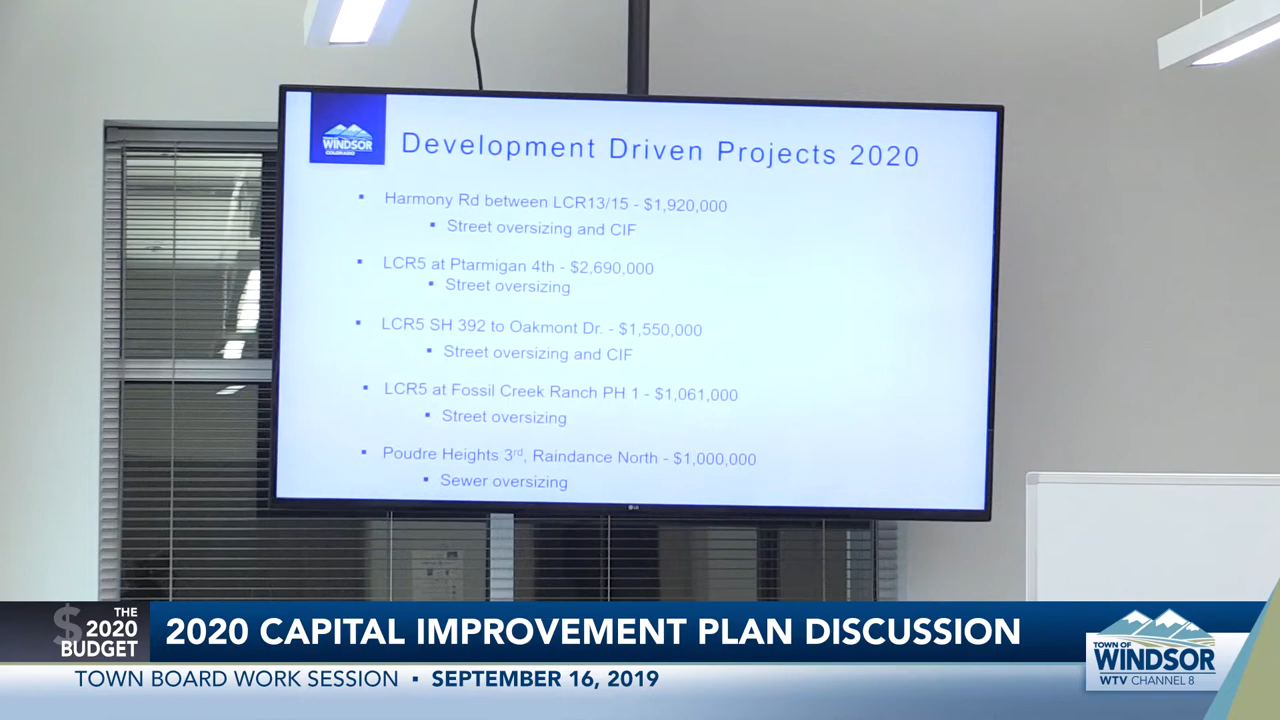 WINDSOR
COLORADO
Development Driven Projects 2020
▪ Harmony Rd between LCR13/15 - $1,920,000
▪ Street oversizing and CIF
▪ LCR5 at Ptarmigan 4th - $2,690,000
▪ Street oversizing
▪ LCR5 SH 392 to Oakmont Dr. - $1,550,000
▪ Street oversizing and CIF
▪ LCR5 at Fossil Creek Ranch PH 1 - $1,061,000
▪ Street oversizing
▪ Poudre Heights 3rd, Raindance North - $1,000,000
▪ Sewer oversizing
LG
$ THE
2020
BUDGET
2020 CAPITAL IMPROVEMENT PLAN DISCUSSION
TOWN BOARD WORK SESSION ▪ SEPTEMBER 16, 2019
TOWN OF
WINDSOR
WTV CHANNEL 8